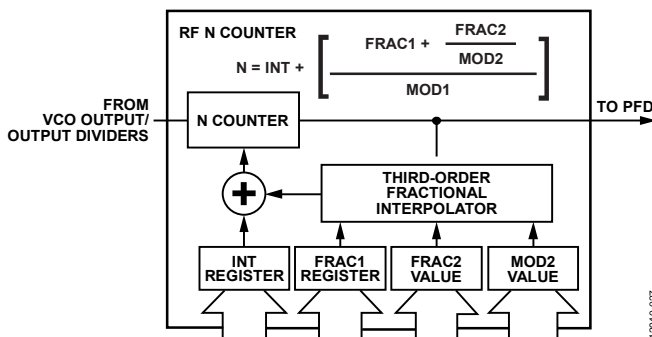 RF N COUNTER
FRAC1 + FRAC2
MOD2
N = INT +
MOD1
FROM
VCO OUTPUT/
OUTPUT DIVIDERS
N COUNTER
TO PFD
THIRD-ORDER
FRACTIONAL
INTERPOLATOR
+
INT
REGISTER
FRAC1
REGISTER
FRAC2
VALUE
MOD2
VALUE